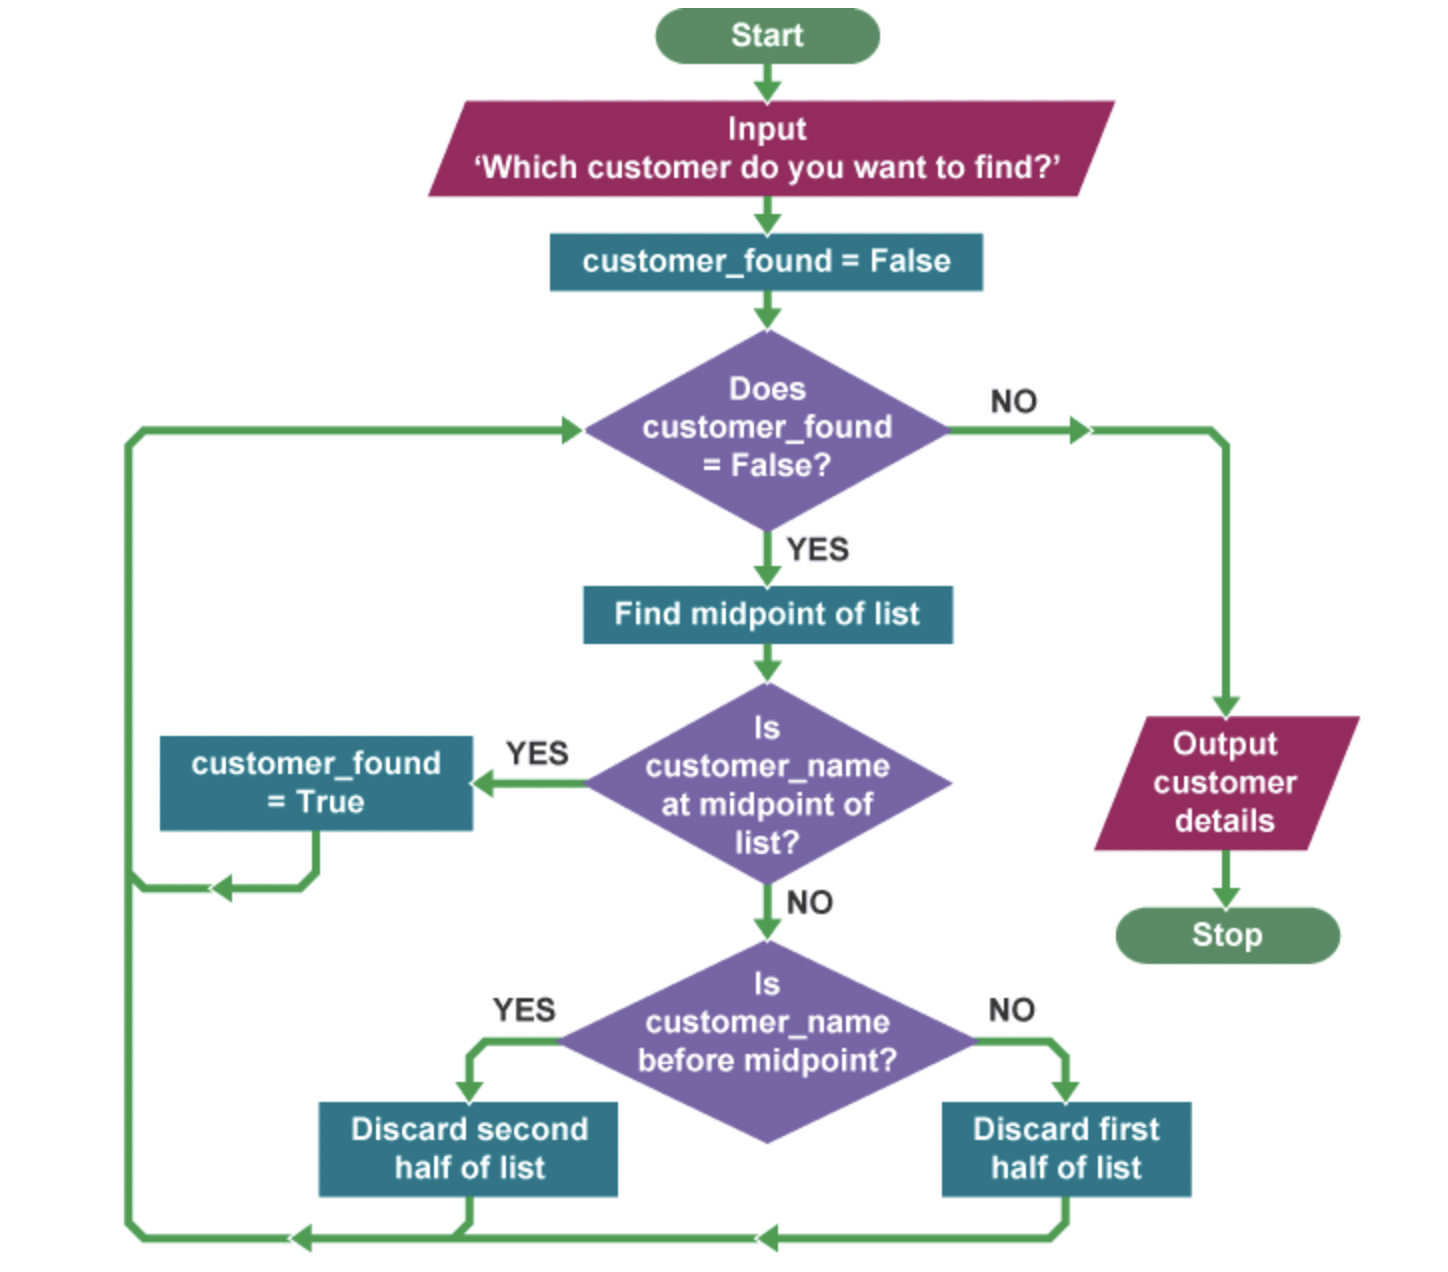 Start
Input
‘Which customer do you want to find?’
customer_found = False
Does
customer_found
= False?
NO
YES
Find midpoint of list
Is
customer_name
at midpoint of
list?
YES
customer_found
= True
Output
customer
details
NO
Stop
Is
customer_name
before midpoint?
YES
NO
Discard second
half of list
Discard first
half of list